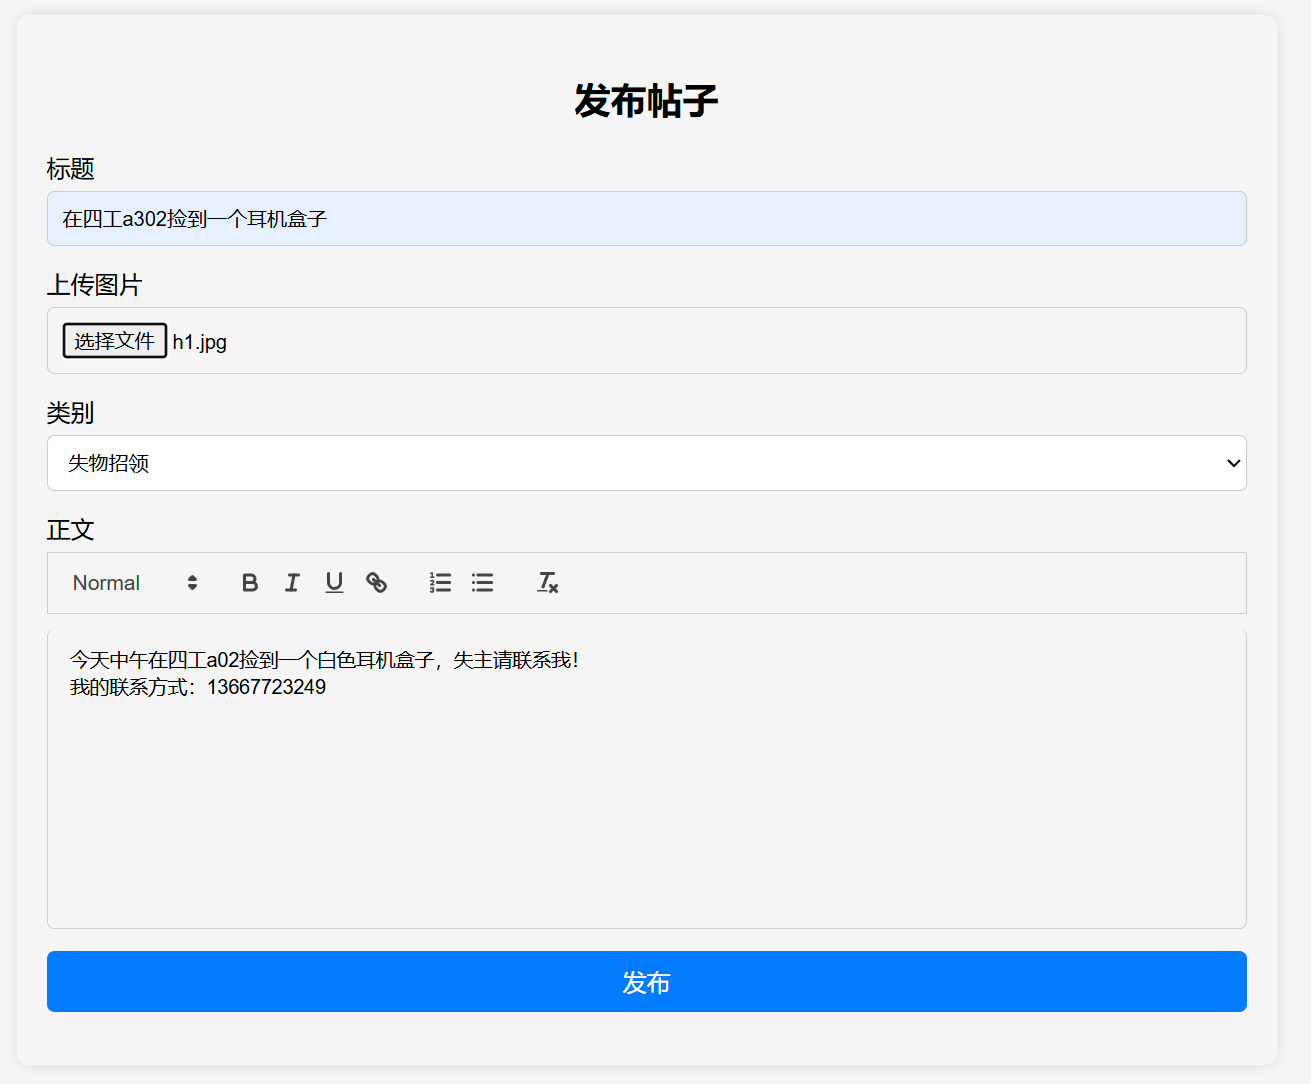 发布帖子
标题
在四工a302捡到一个耳机盒子
上传图片
选择文件 h1.jpg
类别
失物招领
正文
Normal B I U
今天中午在四工a02捡到一个白色耳机盒子，失主请联系我！
我的联系方式：13667723249
发布